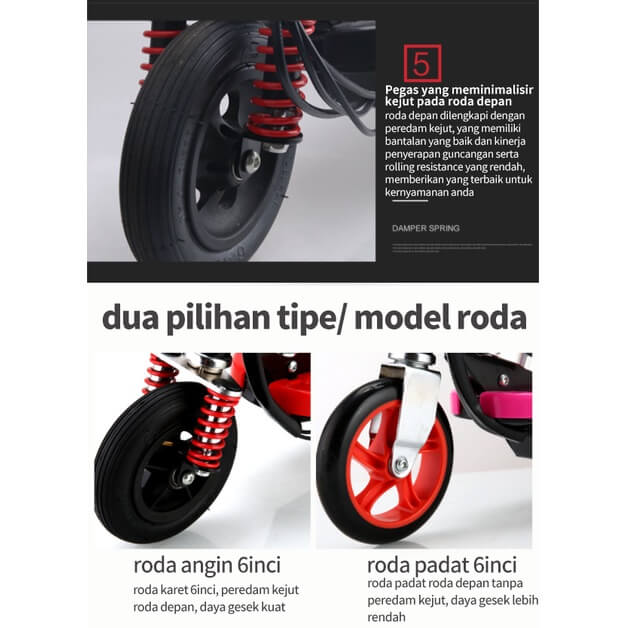 5
Pegas yang meminimalisir
kejut pada roda depan
roda depan dilengkapi dengan
peredam kejut, yang memiliki
bantalan yang baik dan kinerja
penyerapan guncangan serta
rolling resistance yang rendah,
memberikan yang terbaik untuk
kernyamanan anda
DAMPER SPRING
dua pilihan tipe/ model roda
roda angin 6inci
roda karet 6inci, peredam kejut
roda depan, daya gesek kuat
roda padat 6inci
roda padat roda depan tanpa
peredam kejut, daya gesek lebih
rendah